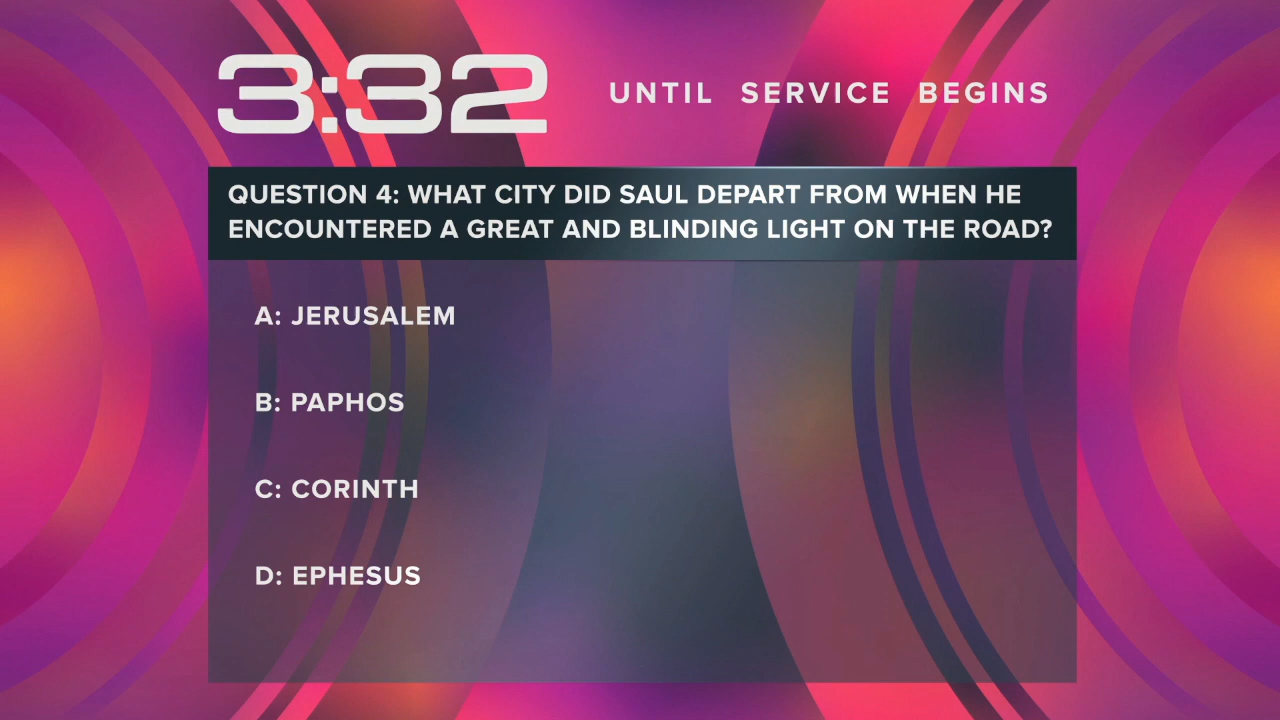 3:32 UNTIL SERVICE BEGINS
QUESTION 4: WHAT CITY DID SAUL DEPART FROM WHEN HE
ENCOUNTERED A GREAT AND BLINDING LIGHT ON THE ROAD?
A: JERUSALEM
B: PAPHOS
C: CORINTH
D: EPHESUS